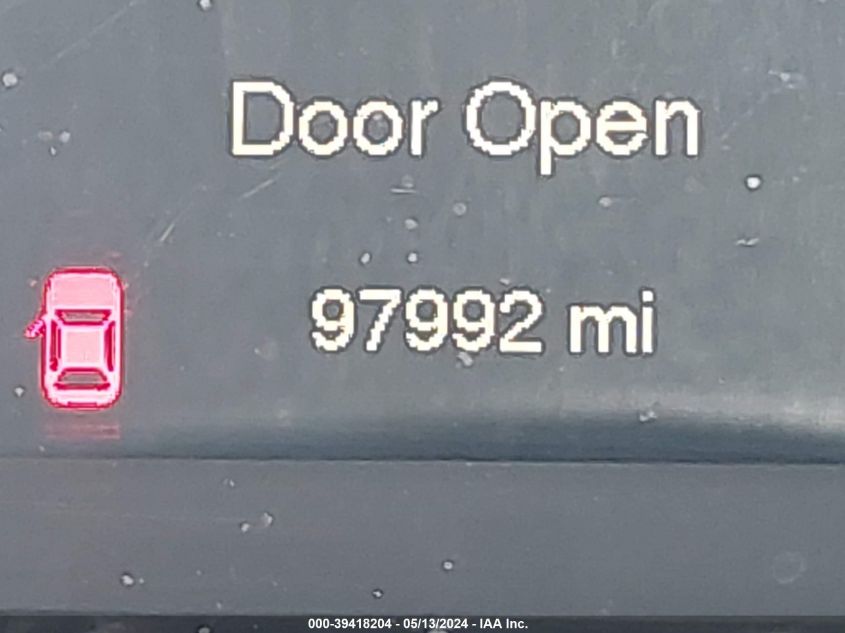 Door Open
97992 mi
000-39418204 - 05/13/2024 - IAA Inc.